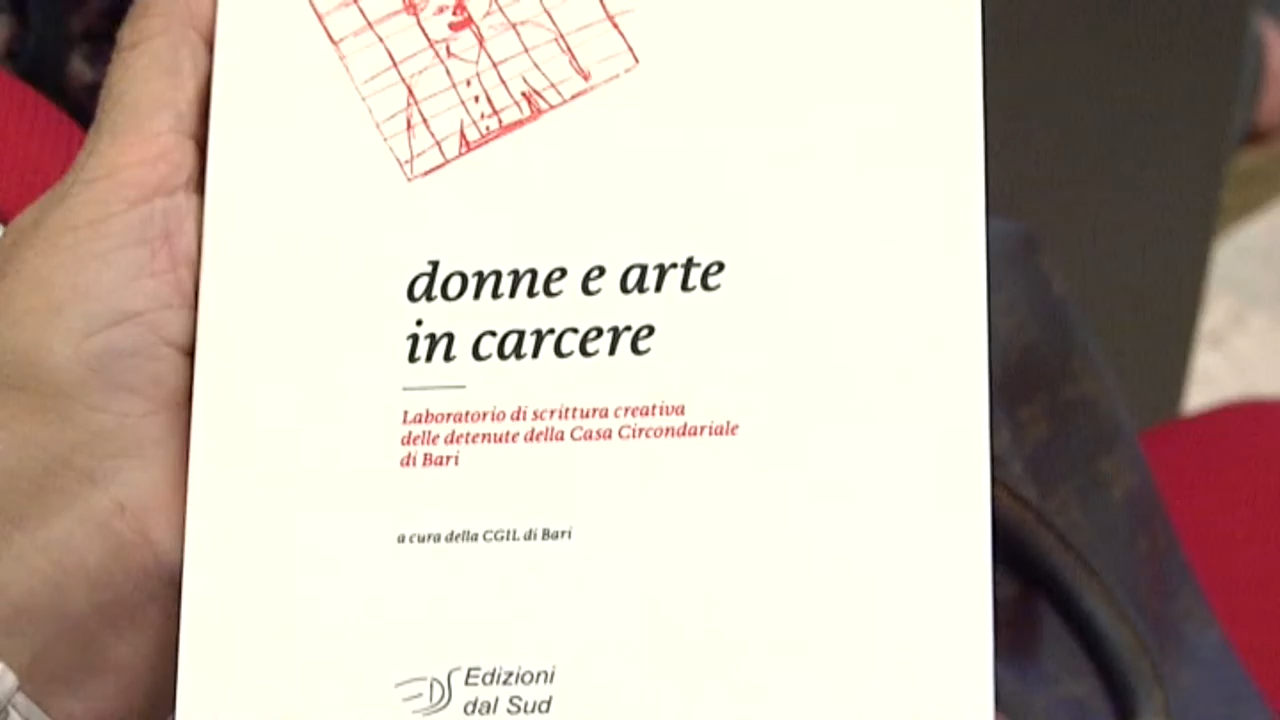 donne e arte
in carcere
Laboratorio di scrittura creativa
delle detenute della Casa Circondariale
di Bari
a cura della CGIL di Bari
EDS Edizioni
dal Sud